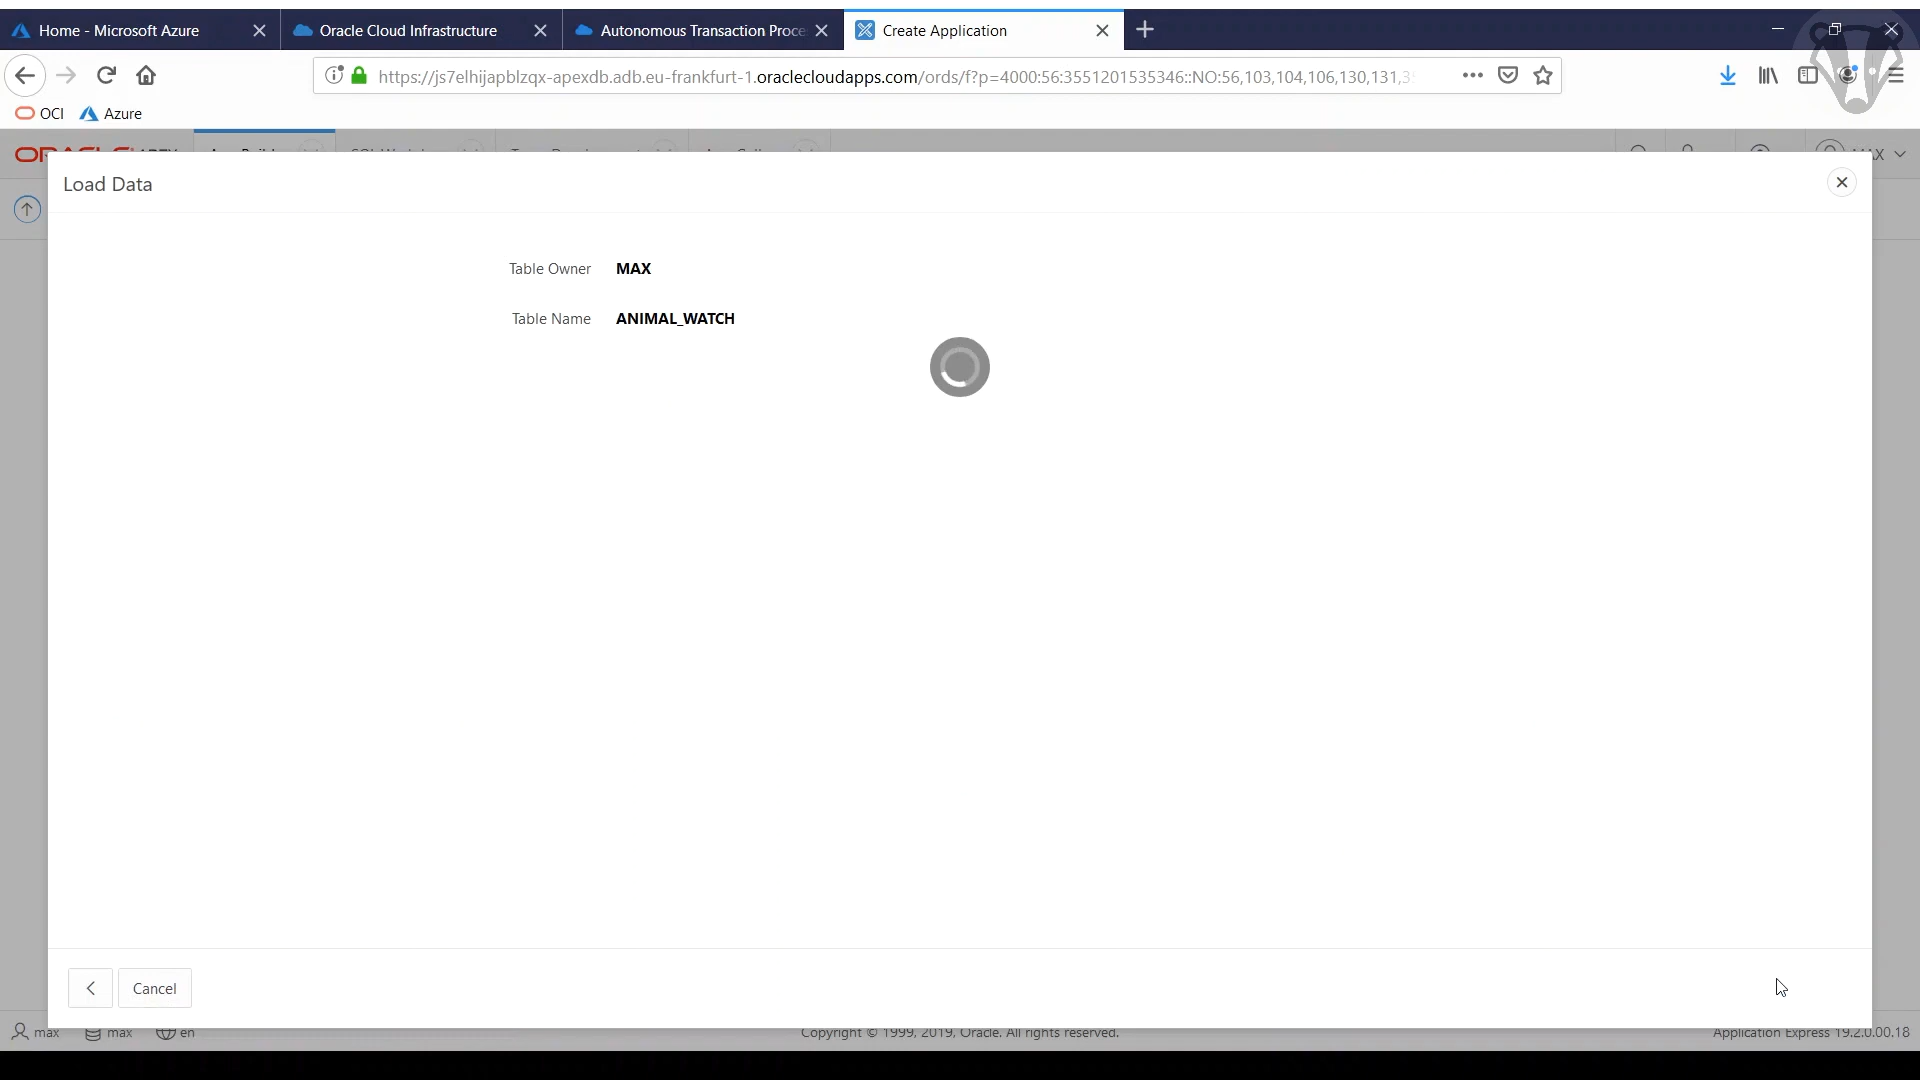 Home - Microsoft Azure
Oracle Cloud Infrastructure
Autonomous Transaction Proce
Create Application
https://js7elhijapblzqx-apexdb.adb.eu-frankfurt-1.oraclecloudapps.com/ords/f?p=4000:56:3551201535346::NO:56,103,104,106,130,131,3
OCI
Azure
Load Data
Table Owner MAX
Table Name ANIMAL_WATCH
Cancel
max
max
en
Copyright © 1999, 2019, Oracle. All rights reserved.
Application Express 19.2.0.00.18